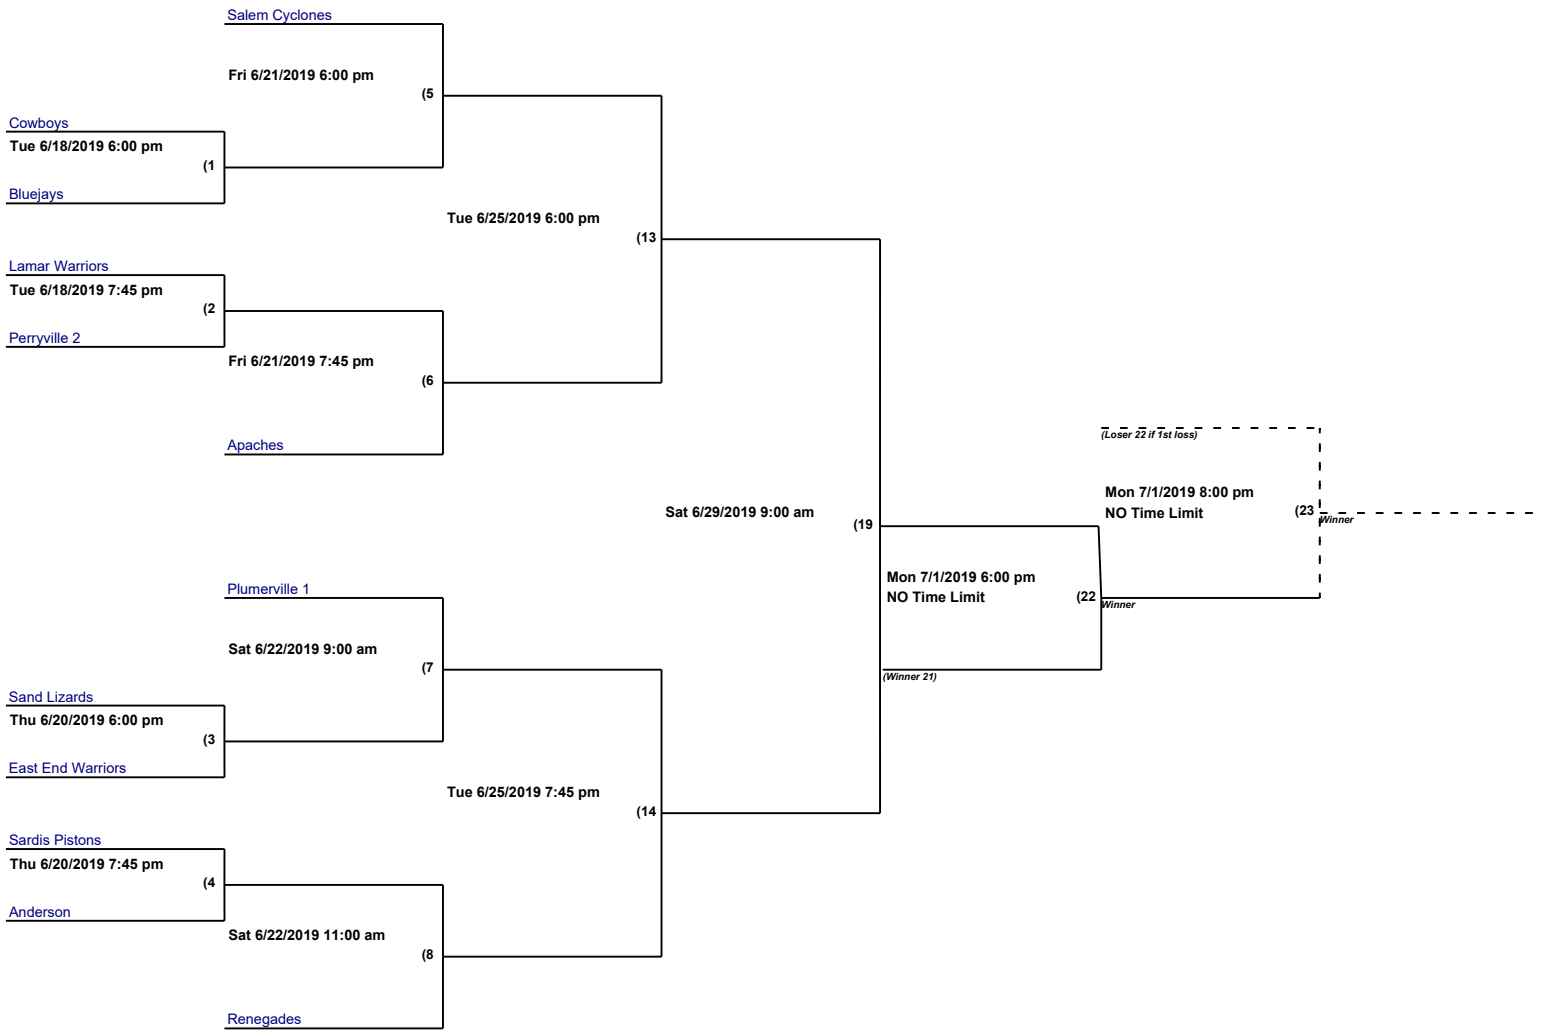 Salem Cyclones
Fri 6/21/2019 6:00 pm
(5
Cowboys
Tue 6/18/2019 6:00 pm
(1
Bluejays
Tue 6/25/2019 6:00 pm
(13
Lamar Warriors
Tue 6/18/2019 7:45 pm
(2
Perryville 2
Fri 6/21/2019 7:45 pm
(6
Apaches
(Loser 22 if 1st loss)
Mon 7/1/2019 8:00 pm
NO Time Limit
(23
Winner
Sat 6/29/2019 9:00 am
(19
Mon 7/1/2019 6:00 pm
NO Time Limit
(22
Winner
(Winner 21)
Plumerville 1
Sat 6/22/2019 9:00 am
(7
Sand Lizards
Thu 6/20/2019 6:00 pm
(3
East End Warriors
Tue 6/25/2019 7:45 pm
(14
Sardis Pistons
Thu 6/20/2019 7:45 pm
(4
Anderson
Sat 6/22/2019 11:00 am
(8
Renegades